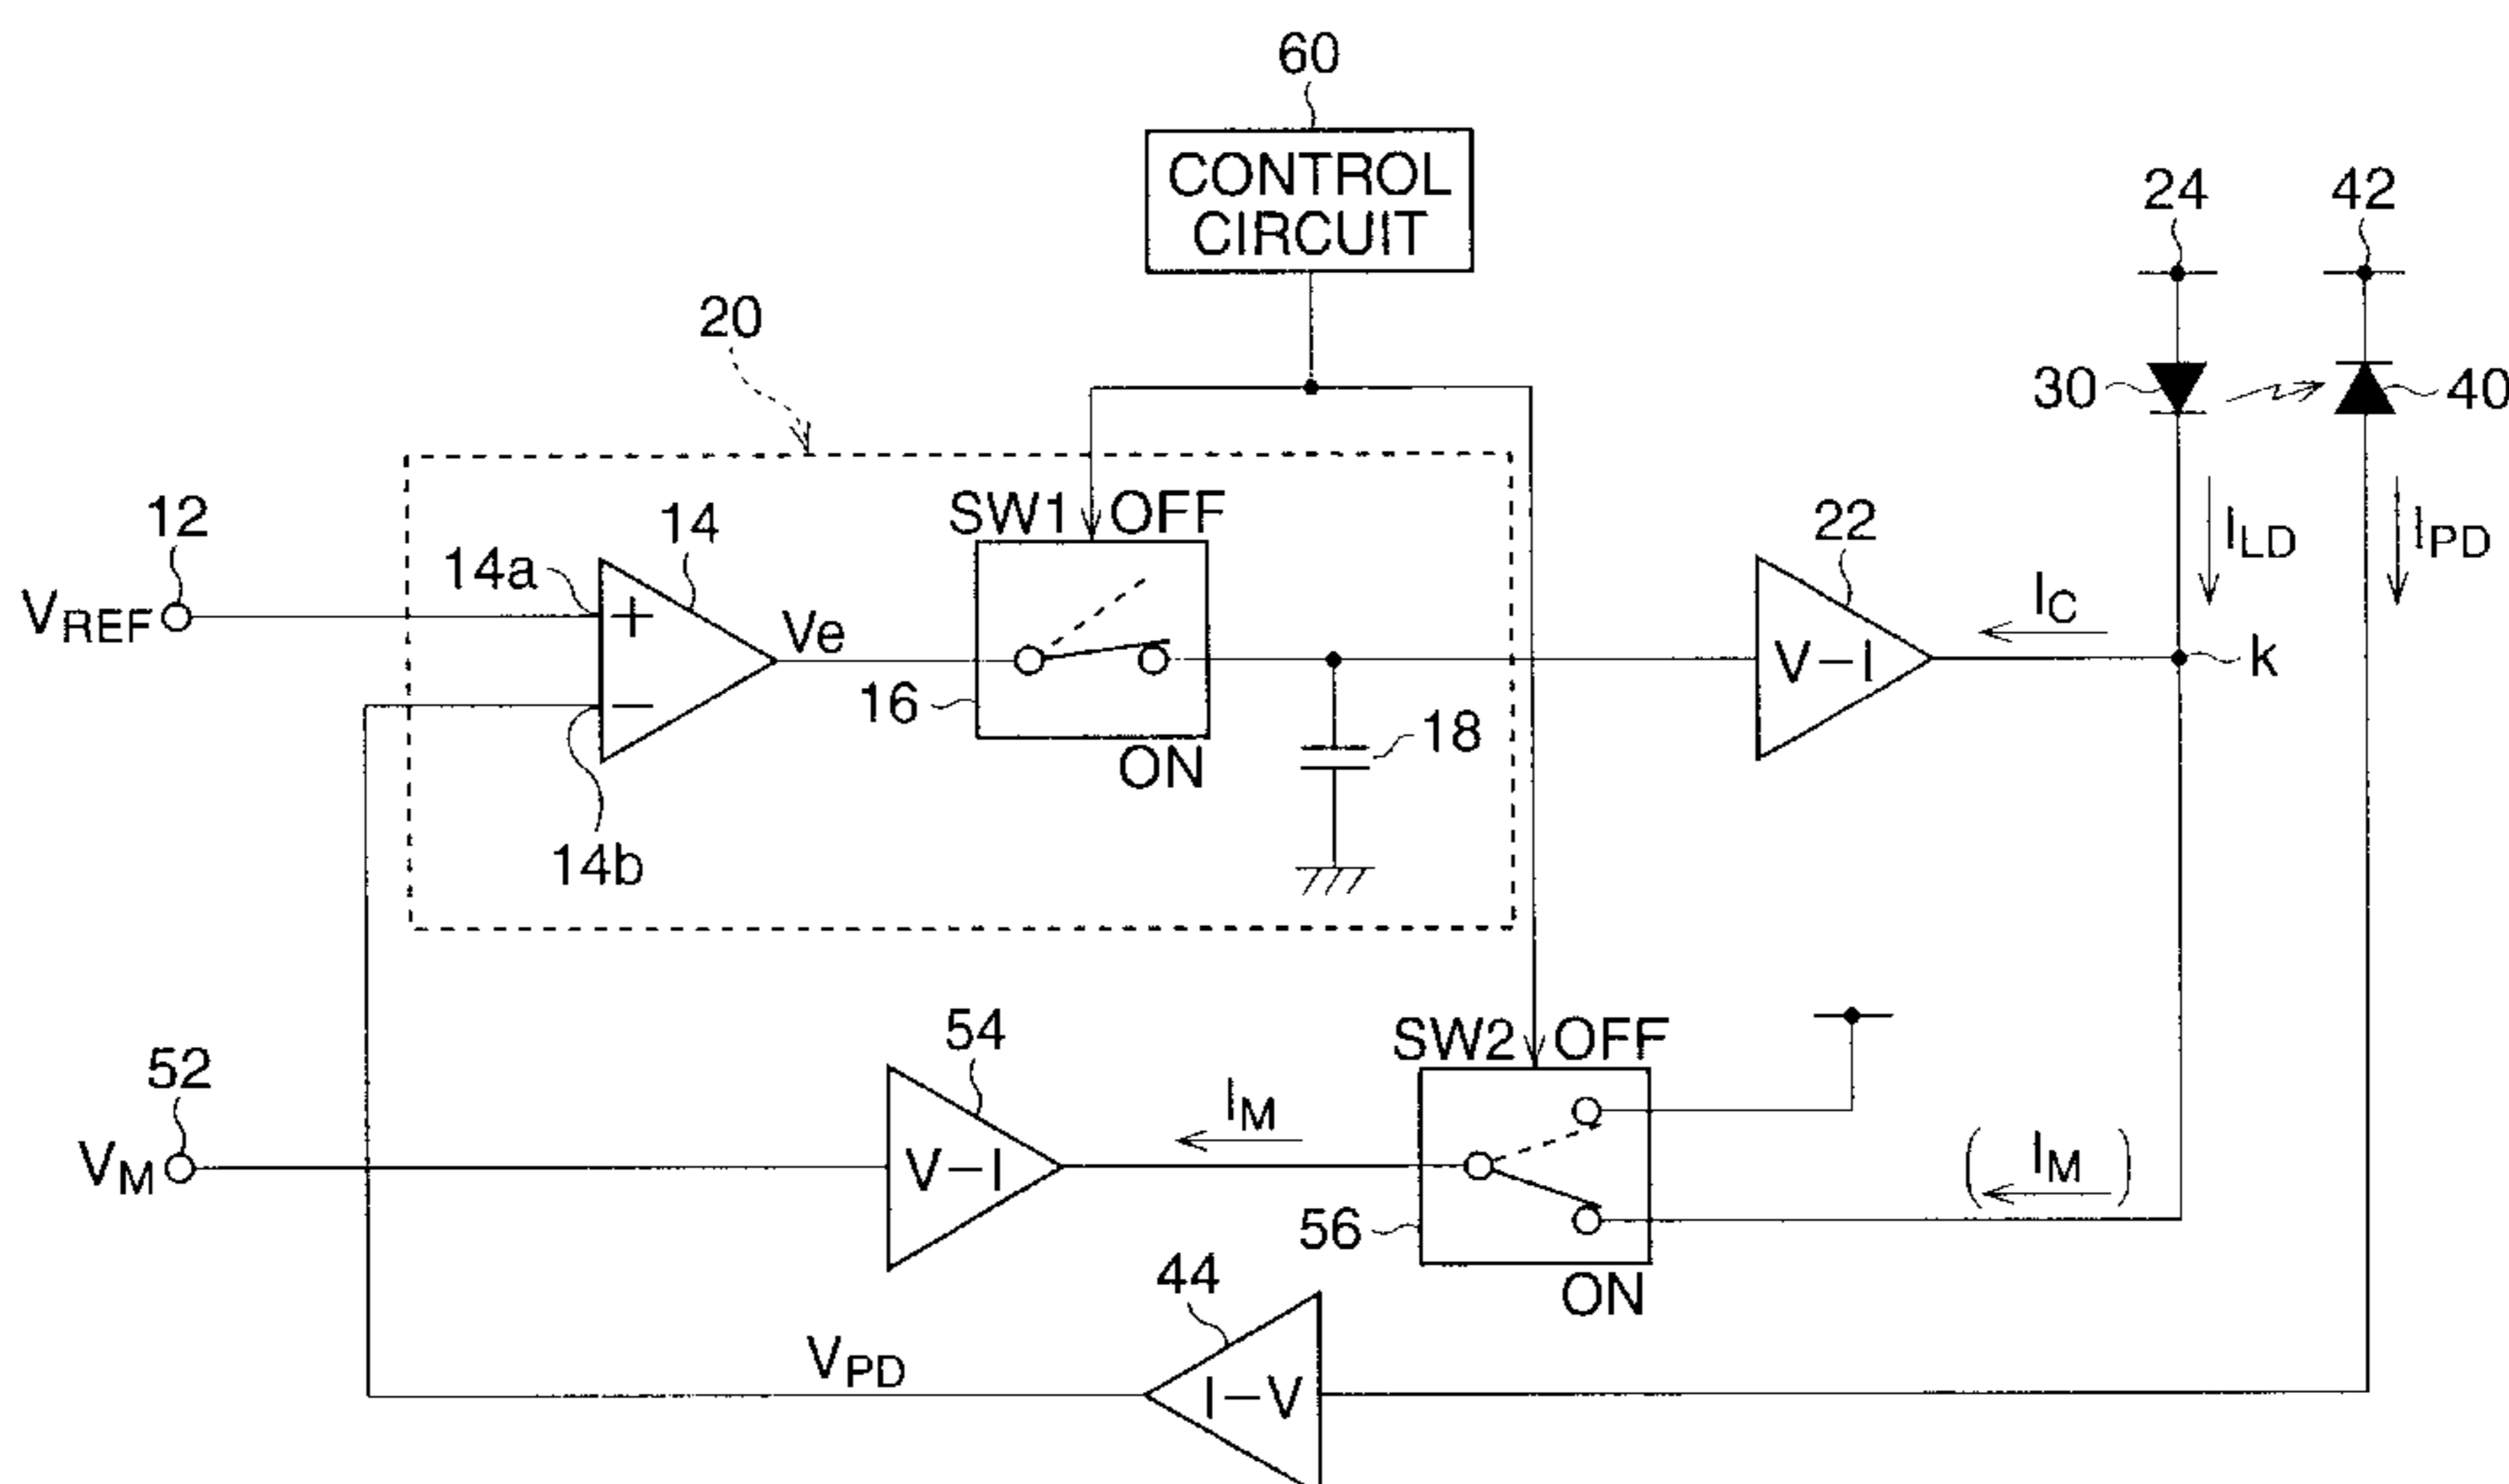 60
CONTROL
CIRCUIT
24
42
20
30
40
12
14
SW1
OFF
22
I_LD
I_PD
14a
V_REF
+
Ve
I_C
V-I
k
16
−
18
ON
14b
54
SW2
OFF
52
I_M
V_M
V-I
(I_M)
56
44
ON
V_PD
I-V